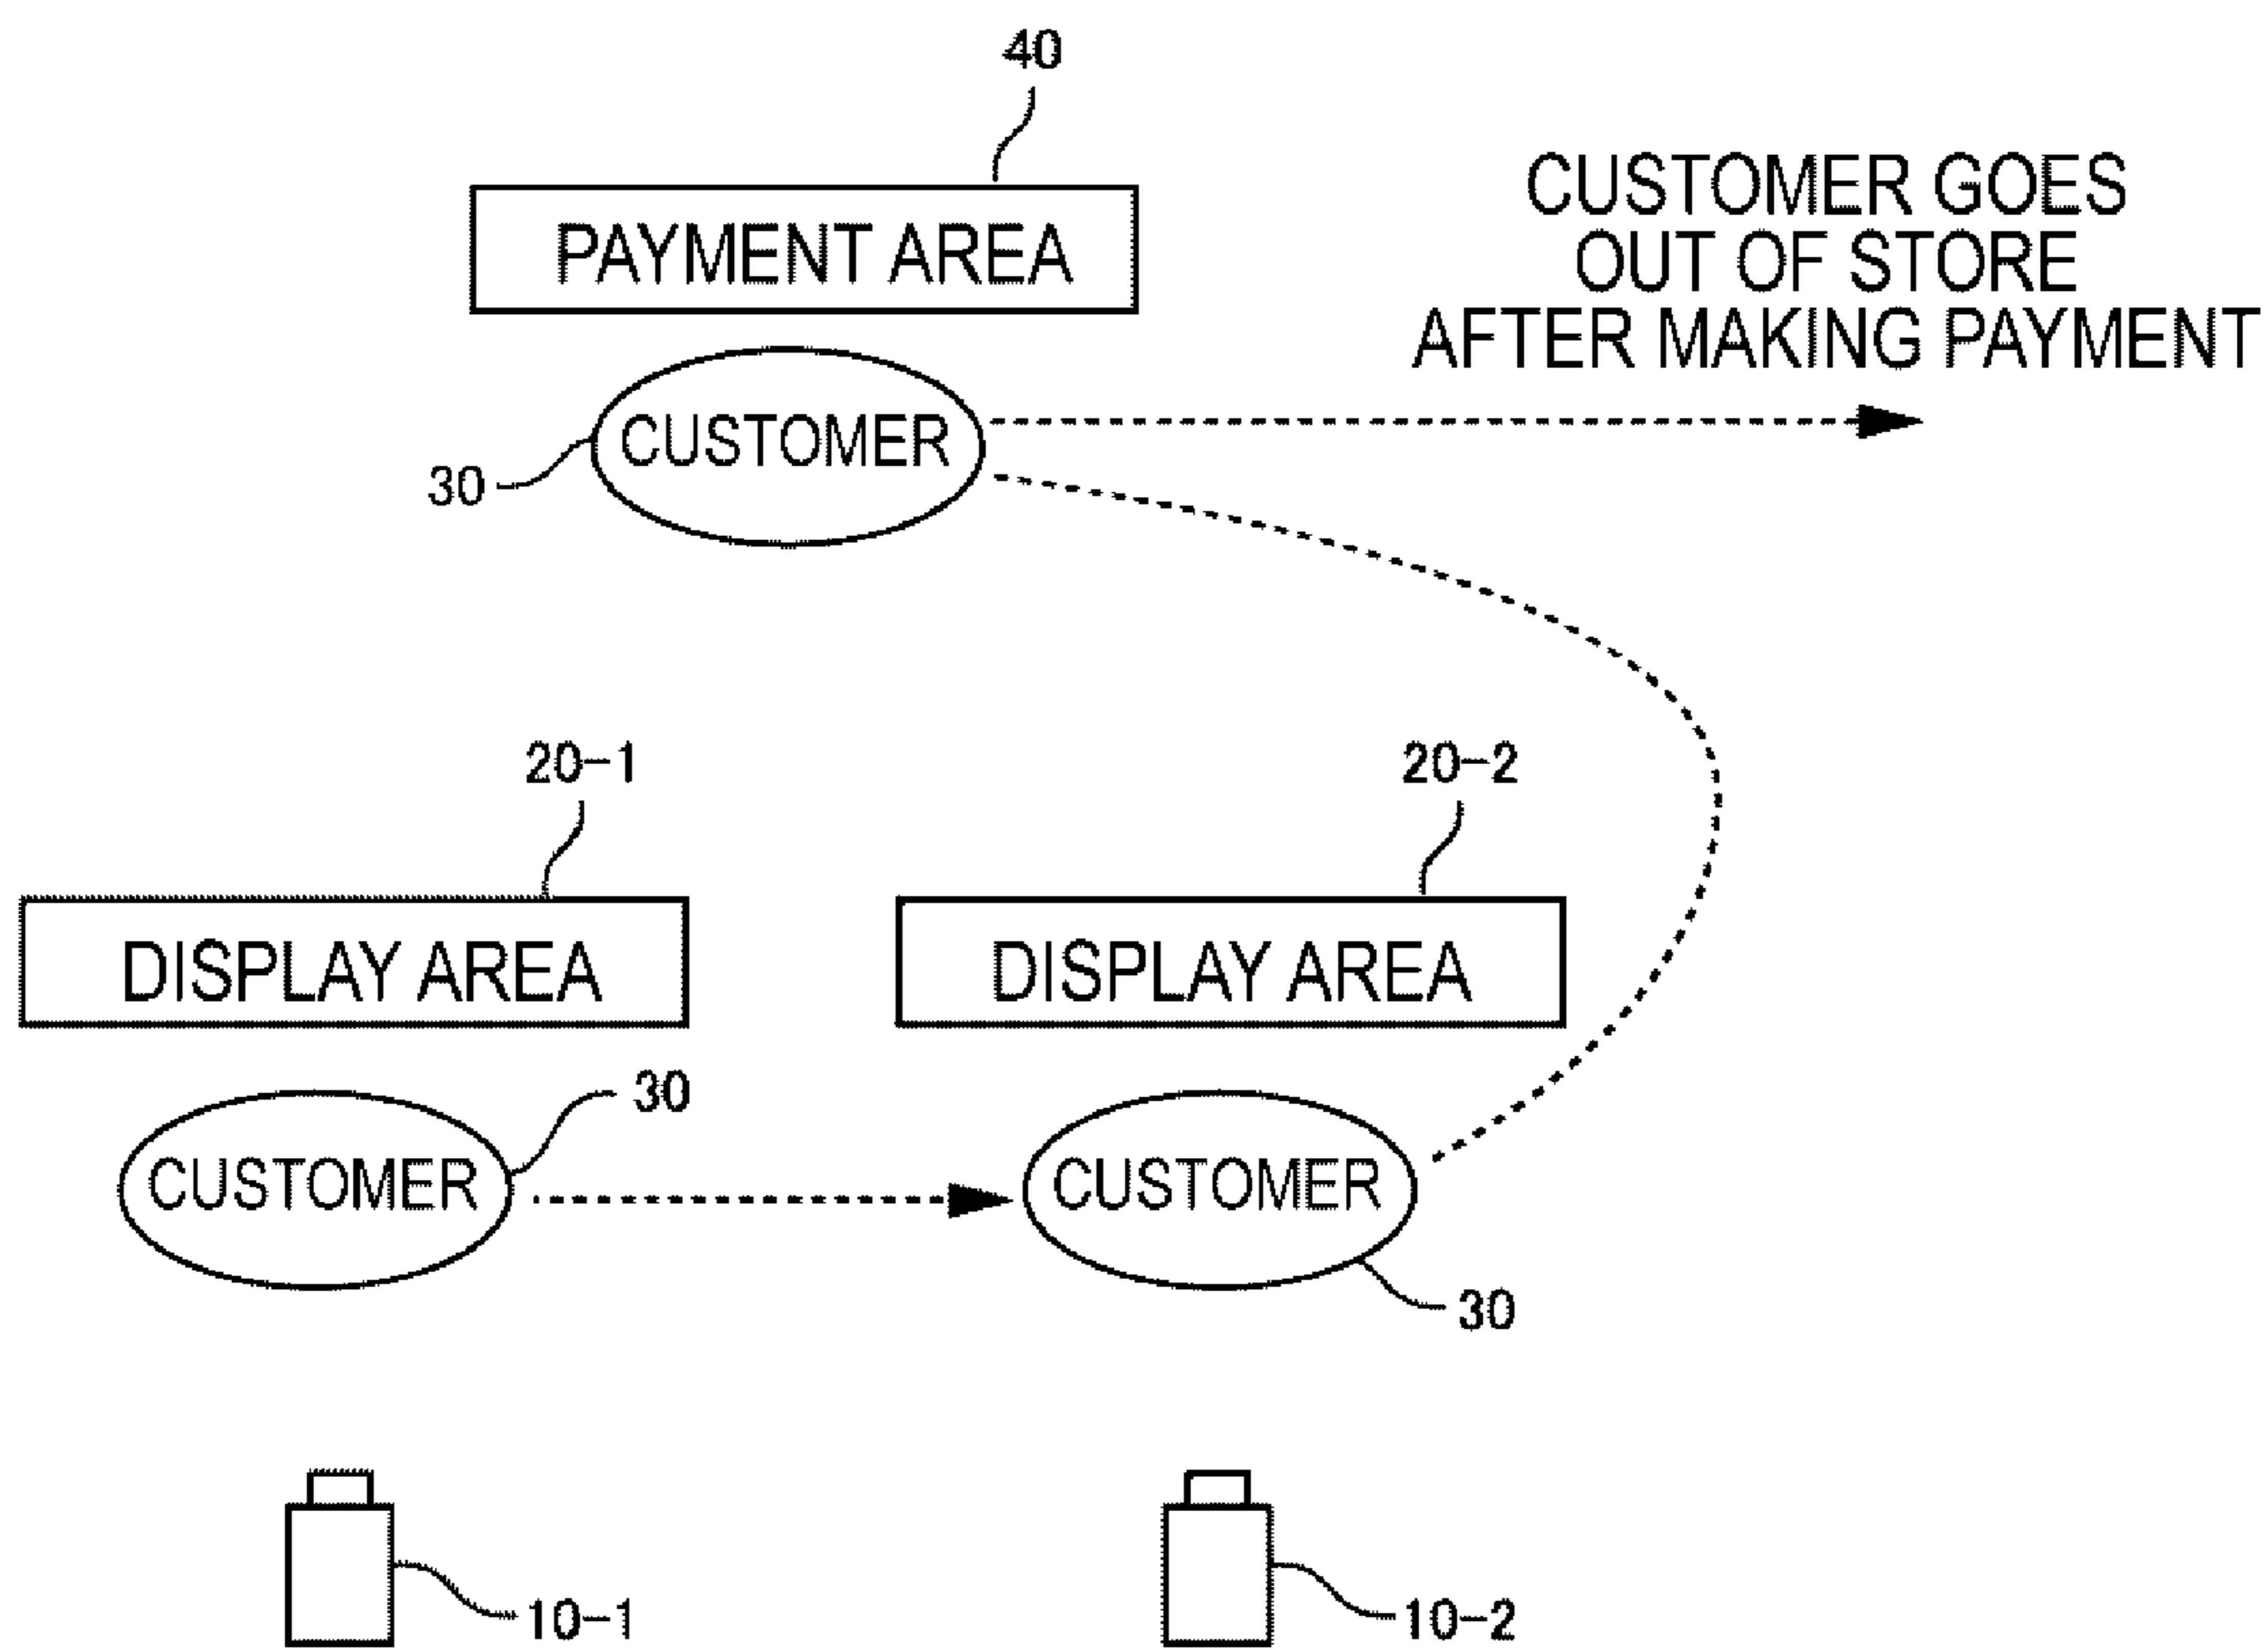 40
PAYMENT AREA
CUSTOMER GOES
OUT OF STORE
AFTER MAKING PAYMENT
CUSTOMER
30
20-1
20-2
DISPLAY AREA
DISPLAY AREA
30
CUSTOMER
CUSTOMER
30
10-1
10-2